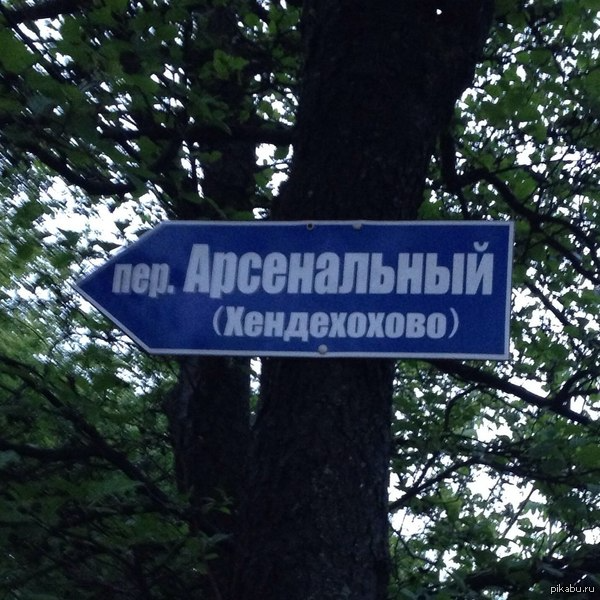 пер. Арсенальный
(Хендехохово)
pikabu.ru